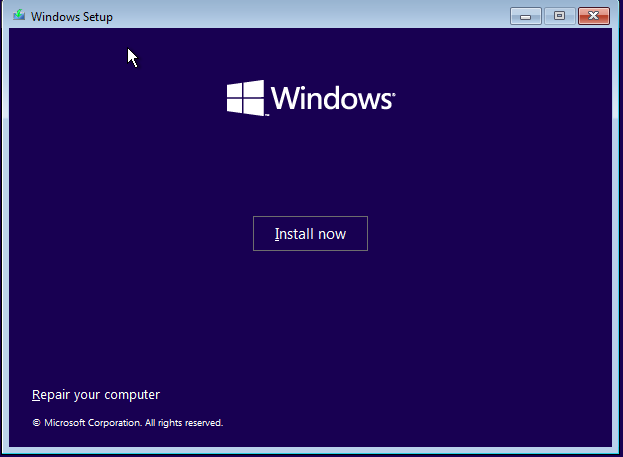 Windows Setup
Windows®
Install now
Repair your computer
© Microsoft Corporation. All rights reserved.